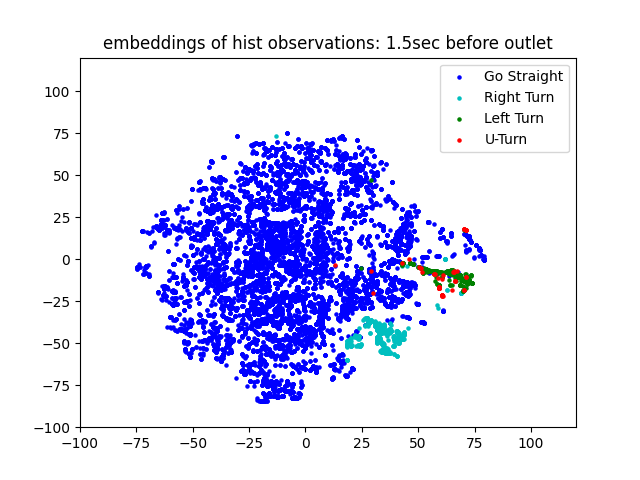 embeddings of hist observations: 1.5sec before outlet
Go Straight
Right Turn
Left Turn
U-Turn
100
75
50
25
0
−25
−50
−75
−100
−100 −75 −50 −25 0 25 50 75 100